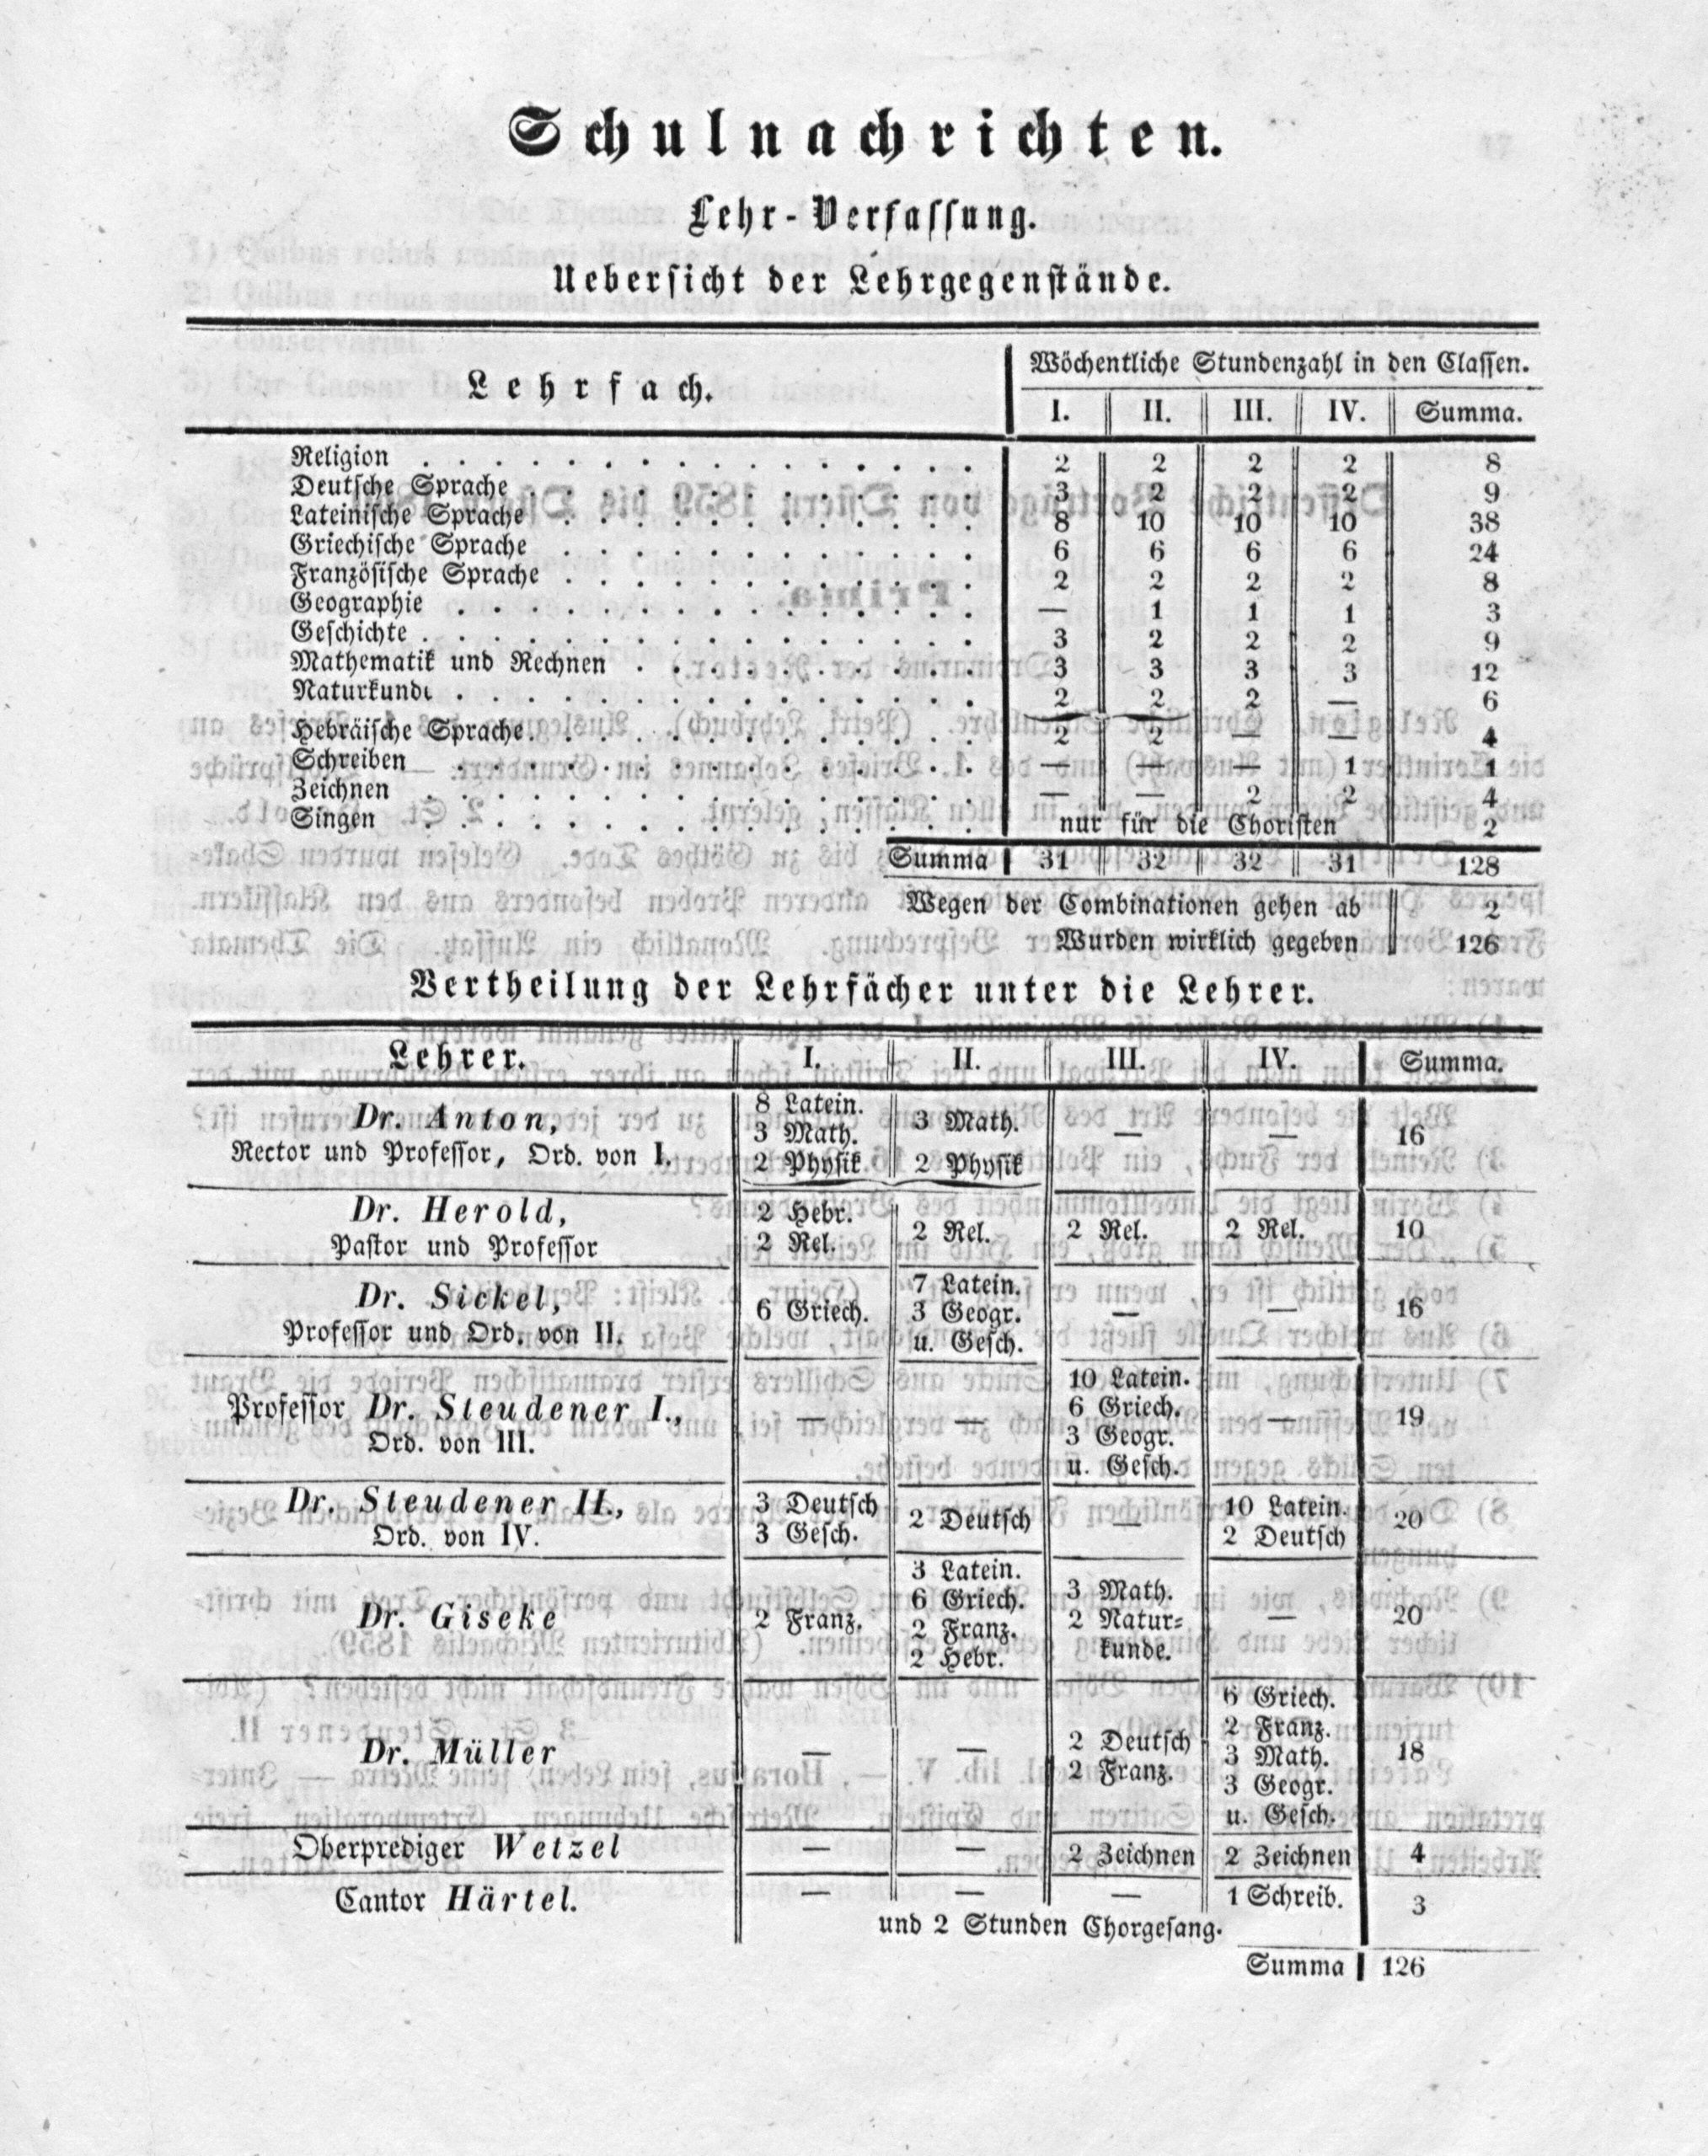 Schulnachrichten.
Lehr-Verfassung.
Uebersicht der Lehrgegenstände.
Lehrfach. Wöchentliche Stundenzahl in den Classen.
I. II. III. IV. Summa.
Religion 2 2 2 2 8
Deutsche Sprache 3 2 2 2 9
Lateinische Sprache 8 10 10 10 38
Griechische Sprache 6 6 6 6 24
Französische Sprache 2 2 2 2 8
Geographie — 1 1 1 3
Geschichte 3 2 2 2 9
Mathematik und Rechnen 3 3 3 3 12
Naturkunde 2 2 2 — 6
Hebräische Sprache 2 2 — — 4
Schreiben — — — 1 1
Zeichnen — — 2 2 4
Singen nur für die Choristen 2
Summa 31 32 32 31 128
Wegen der Combinationen gehen ab 2
Wurden wirklich gegeben 126
Vertheilung der Lehrfächer unter die Lehrer.
Lehrer. I. II. III. IV. Summa.
Dr. Anton,
Rector und Professor, Ord. von I.
8 Latein.
3 Math.
2 Physik
3 Math.
2 Physik
— — 16
Dr. Herold,
Pastor und Professor
2 Hebr.
2 Rel.
2 Rel. 2 Rel. 2 Rel. 10
Dr. Sickel,
Professor und Ord. von II.
6 Griech.
7 Latein.
3 Geogr.
u. Gesch.
— — 16
Professor Dr. Steudener I.,
Ord. von III.
— —
10 Latein.
6 Griech.
3 Geogr.
u. Gesch.
— 19
Dr. Steudener II.,
Ord. von IV.
3 Deutsch
3 Gesch.
2 Deutsch —
10 Latein.
2 Deutsch
20
Dr. Giseke
2 Franz.
3 Latein.
6 Griech.
2 Franz.
2 Hebr.
3 Math.
2 Natur-
kunde.
— 20
Dr. Müller
— —
2 Deutsch
2 Franz.
6 Griech.
2 Franz.
3 Math.
3 Geogr.
u. Gesch.
18
Oberprediger Wetzel — — 2 Zeichnen 2 Zeichnen 4
Cantor Härtel. — — — 1 Schreib. 3
und 2 Stunden Chorgesang.
Summa 126